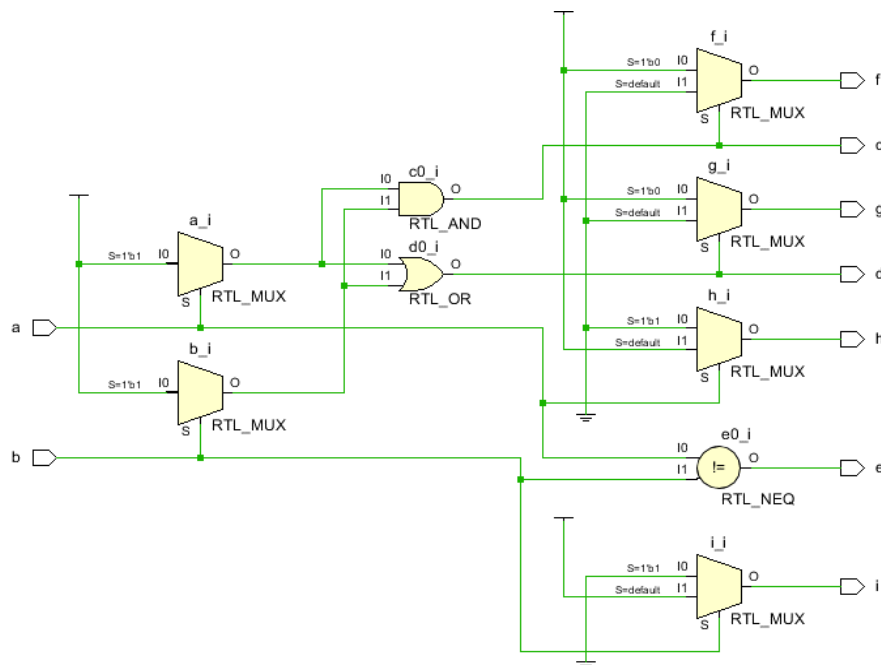 f_i
S=1'b0
I0
S=default
I1
O
S
RTL_MUX
f
c
c0_i
I0
I1
O
RTL_AND
g_i
S=1'b0
I0
S=default
I1
O
S
RTL_MUX
g
a_i
S=1'b1
I0
O
S
RTL_MUX
d0_i
I0
I1
O
RTL_OR
d
a
h_i
S=1'b1
I0
S=default
I1
O
S
RTL_MUX
h
b_i
S=1'b1
I0
O
S
RTL_MUX
b
e0_i
I0
I1
!=
O
RTL_NEQ
e
i_i
S=1'b1
I0
S=default
I1
O
S
RTL_MUX
i